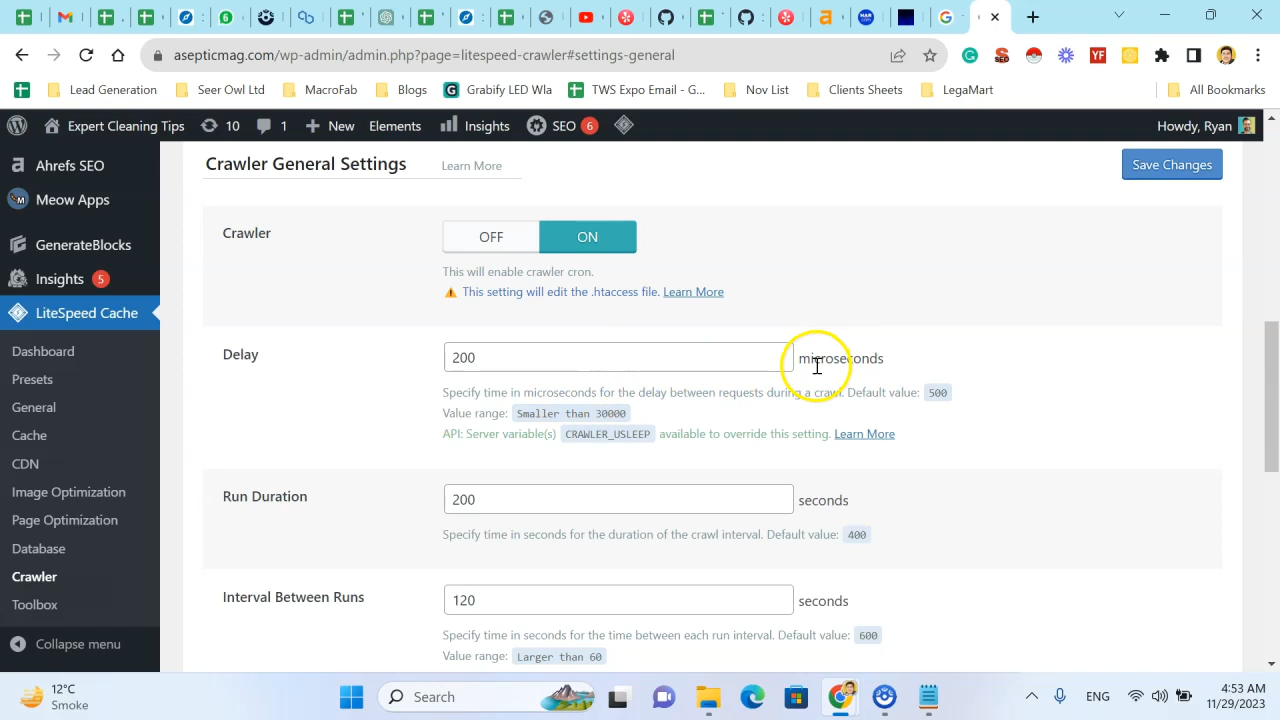 asepticmag.com/wpadmin/admin.php?page=litespeed-crawler#settings-general
Lead Generation Seer Owl Ltd MacroFab Blogs Grabify LED Wla TWS Expo Email - G... Nov List Clients Sheets LegaMart All Bookmarks
Expert Cleaning Tips 10 1 New Elements Insights SEO 6 Howdy, Ryan
Ahrefs SEO
Meow Apps
GenerateBlocks
Insights 5
LiteSpeed Cache
Dashboard
Presets
General
Cache
CDN
Image Optimization
Page Optimization
Database
Crawler
Toolbox
Collapse menu
Crawler General Settings Learn More Save Changes
Crawler OFF ON
This will enable crawler cron.
This setting will edit the .htaccess file. Learn More
Delay 200 microseconds
Specify time in microseconds for the delay between requests during a crawl. Default value: 500
Value range: Smaller than 30000
API: Server variable(s) CRAWLER_USLEEP available to override this setting. Learn More
Run Duration 200 seconds
Specify time in seconds for the duration of the crawl interval. Default value: 400
Interval Between Runs 120 seconds
Specify time in seconds for the time between each run interval. Default value: 600
Value range: Larger than 60
12°C
Smoke
Search
ENG
4:53 AM
11/29/2023